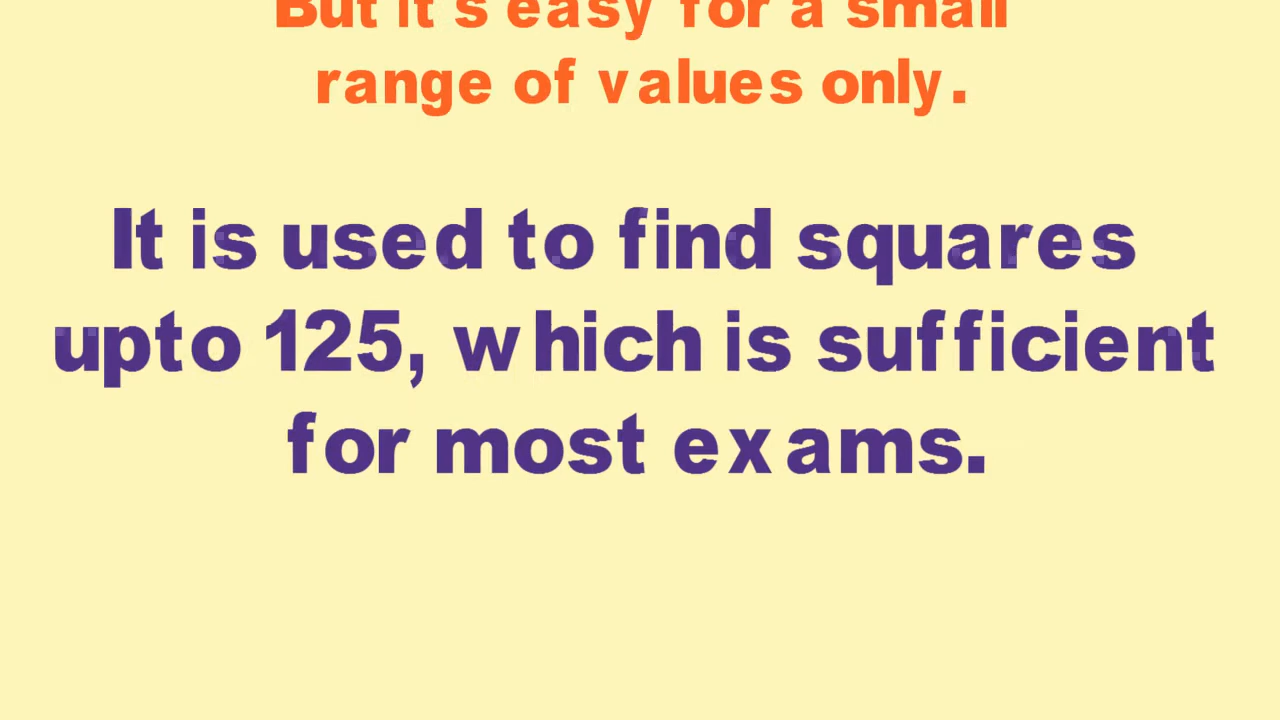 But it's easy for a small
range of values only.
It is used to find squares
upto 125, which is sufficient
for most exams.